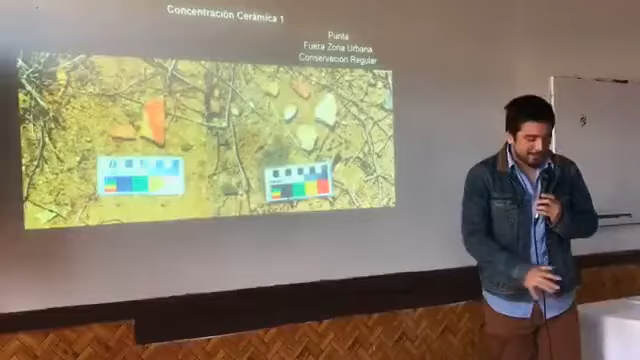 Concentración Cerámica 1
Punta
Fuera Zona Urbana
Conservación Regular